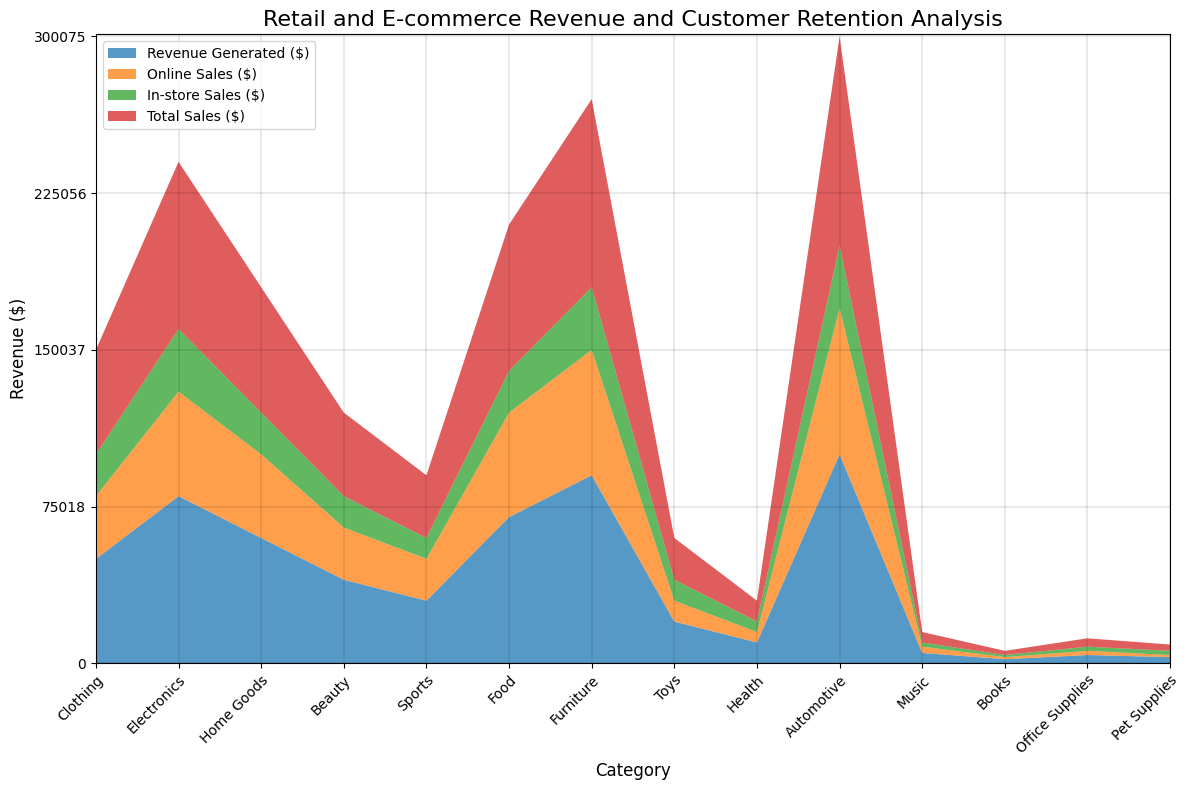 Retail and E-commerce Revenue and Customer Retention Analysis
300075
225056
150037
75018
0
Revenue ($)
Revenue Generated ($)
Online Sales ($)
In-store Sales ($)
Total Sales ($)
Clothing
Electronics
Home Goods
Beauty
Sports
Food
Furniture
Toys
Health
Automotive
Music
Books
Office Supplies
Pet Supplies
Category